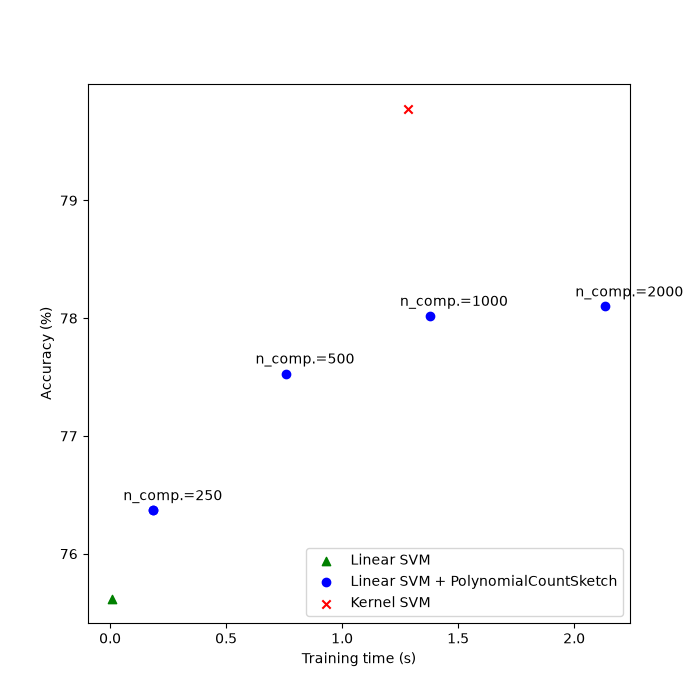 79
78
77
76
Accuracy (%)
n_comp.=2000
n_comp.=1000
n_comp.=500
n_comp.=250
Linear SVM
Linear SVM + PolynomialCountSketch
Kernel SVM
0.0 0.5 1.0 1.5 2.0
Training time (s)